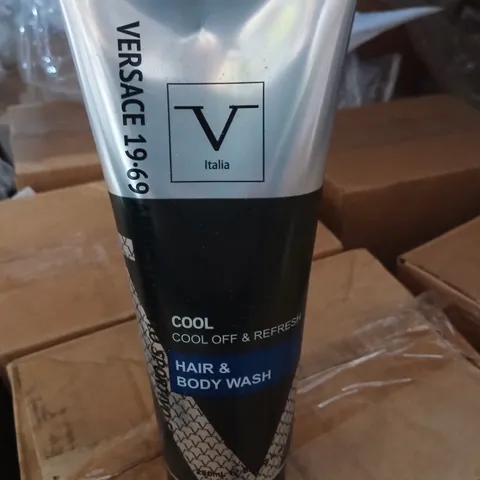 VERSACE 19•69
V
Italia
COOL
COOL OFF & REFRESH
HAIR &
BODY WASH